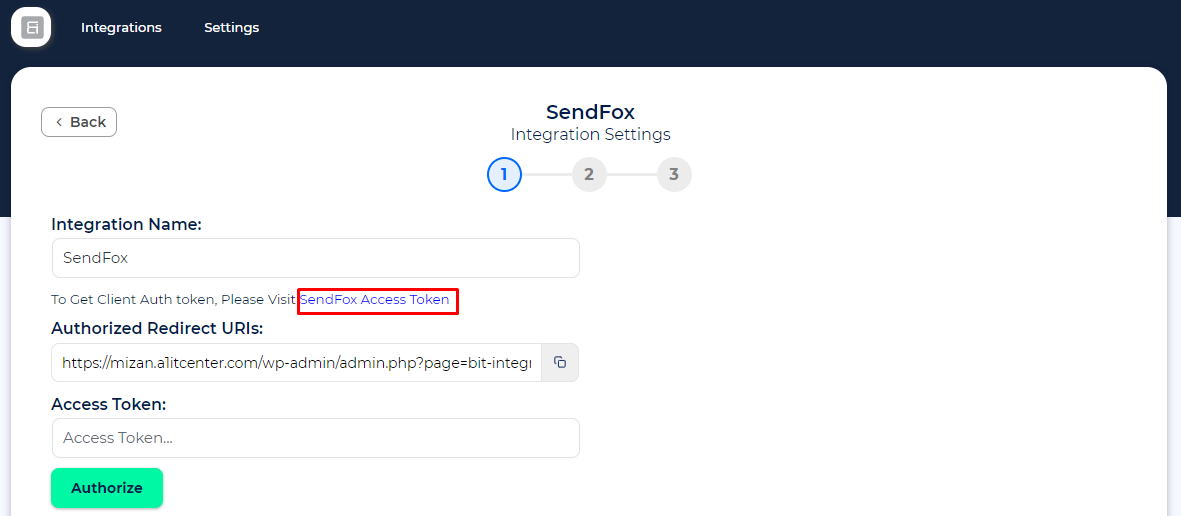 Integrations Settings
Back
SendFox
Integration Settings
1 2 3
Integration Name:
SendFox
To Get Client Auth token, Please Visit SendFox Access Token
Authorized Redirect URIs:
https://mizan.a1itcenter.com/wp-admin/admin.php?page=bit-integr
Access Token:
Access Token...
Authorize